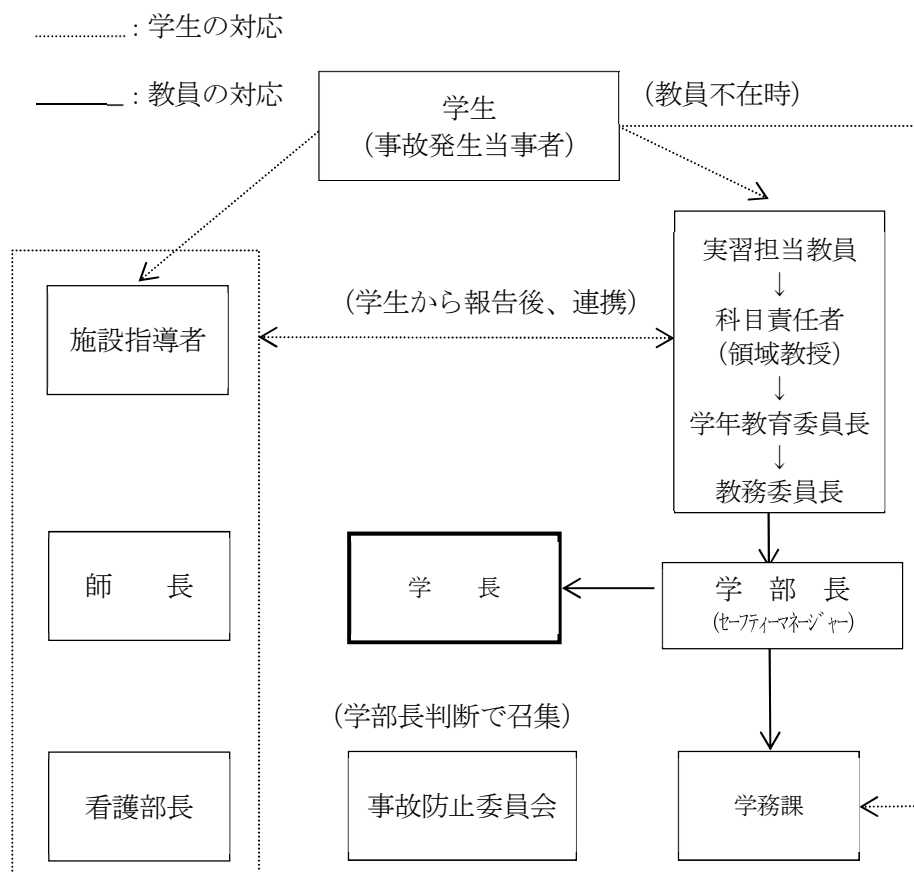 ：学生の対応
：教員の対応
学生
（事故発生当事者）
（教員不在時）
実習担当教員
↓
科目責任者
（領域教授）
↓
学年教育委員長
↓
教務委員長
（学生から報告後、連携）
施設指導者
師　　長
学　　長
学　部　長
(ｾｰﾌﾃｨｰﾏﾈｰｼﾞｬｰ)
（学部長判断で召集）
看護部長
事故防止委員会
学務課